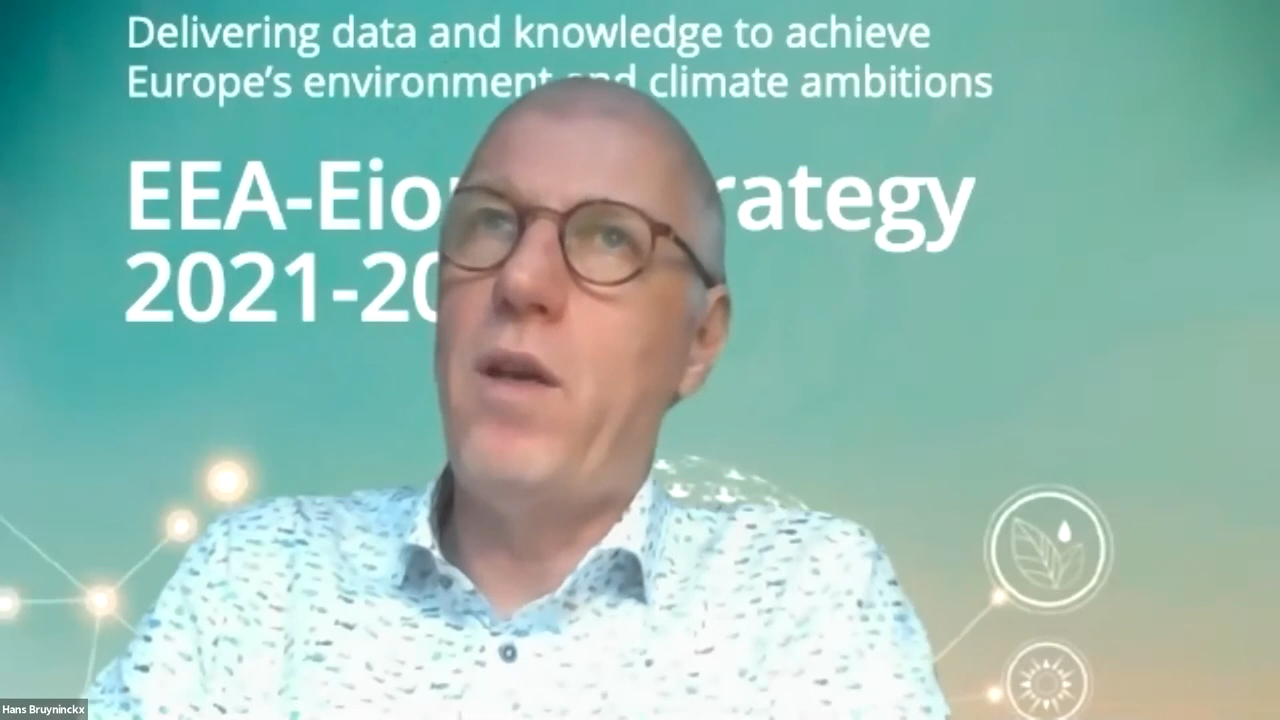 Delivering data and knowledge to achieve
Europe's environment and climate ambitions
EEA-Eio rategy
2021-20
Hans Bruyninckx